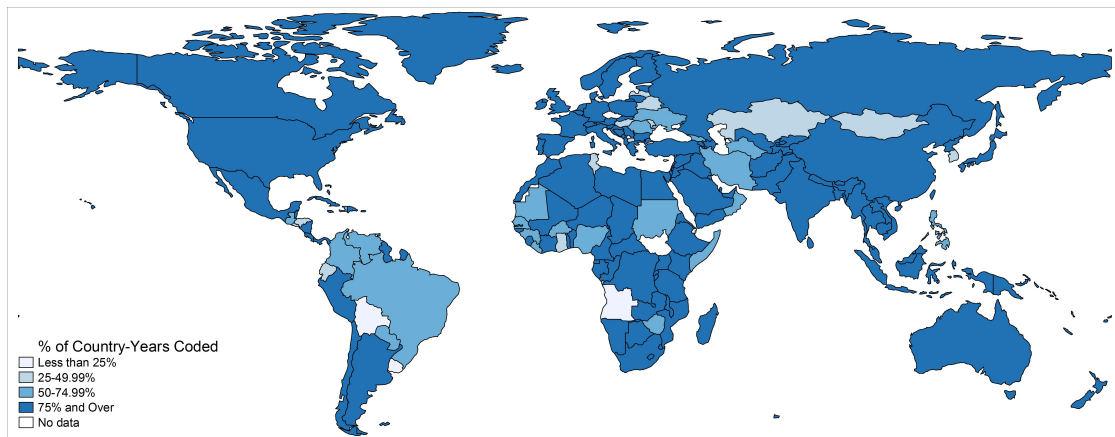 % of Country-Years Coded
Less than 25%
25-49.99%
50-74.99%
75% and Over
No data